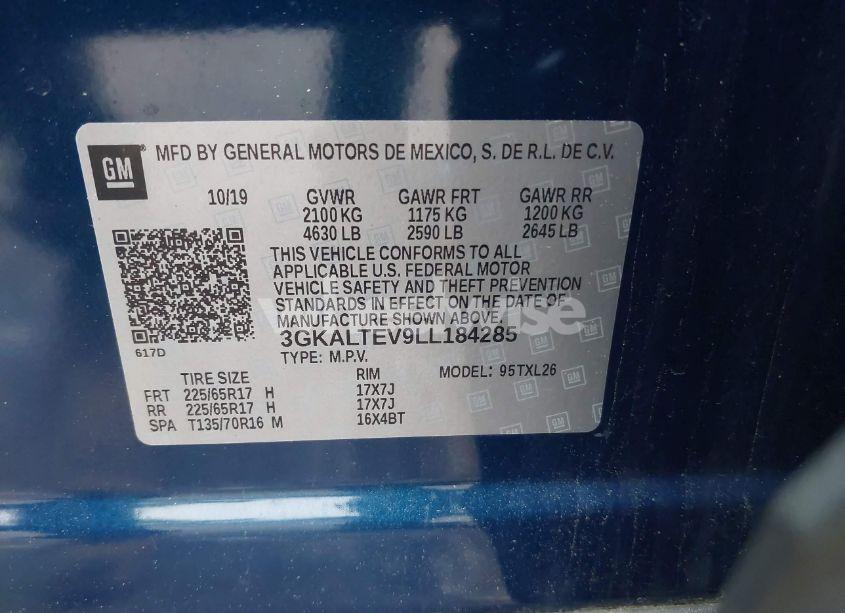 GM
MFD BY GENERAL MOTORS DE MEXICO, S. DE R.L. DE C.V.
10/19 GVWR GAWR FRT GAWR RR
2100 KG 1175 KG 1200 KG
4630 LB 2590 LB 2645 LB
THIS VEHICLE CONFORMS TO ALL
APPLICABLE U.S. FEDERAL MOTOR
VEHICLE SAFETY AND THEFT PREVENTION
STANDARDS IN EFFECT ON THE DATE OF
MANUFACTURE SHOWN ABOVE.
3GKALTEV9LL184285
617D
TYPE: M.P.V.
MODEL: 95TXL26
TIRE SIZE RIM
FRT 225/65R17 H 17X7J
RR 225/65R17 H 17X7J
SPA T135/70R16 M 16X4BT